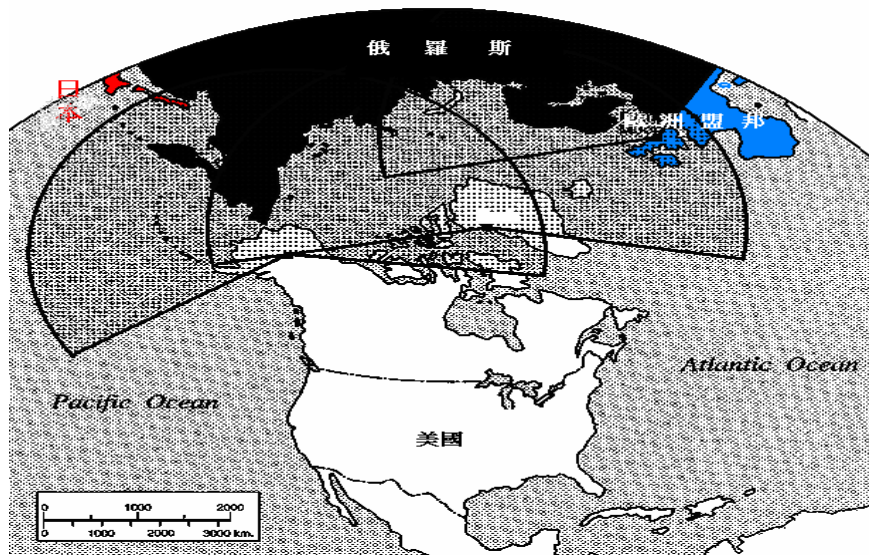 俄 羅 斯
日
本
歐 洲 盟 邦
Pacific Ocean
Atlantic Ocean
美國
0 1000 2000
0 1000 2000 3000 km.